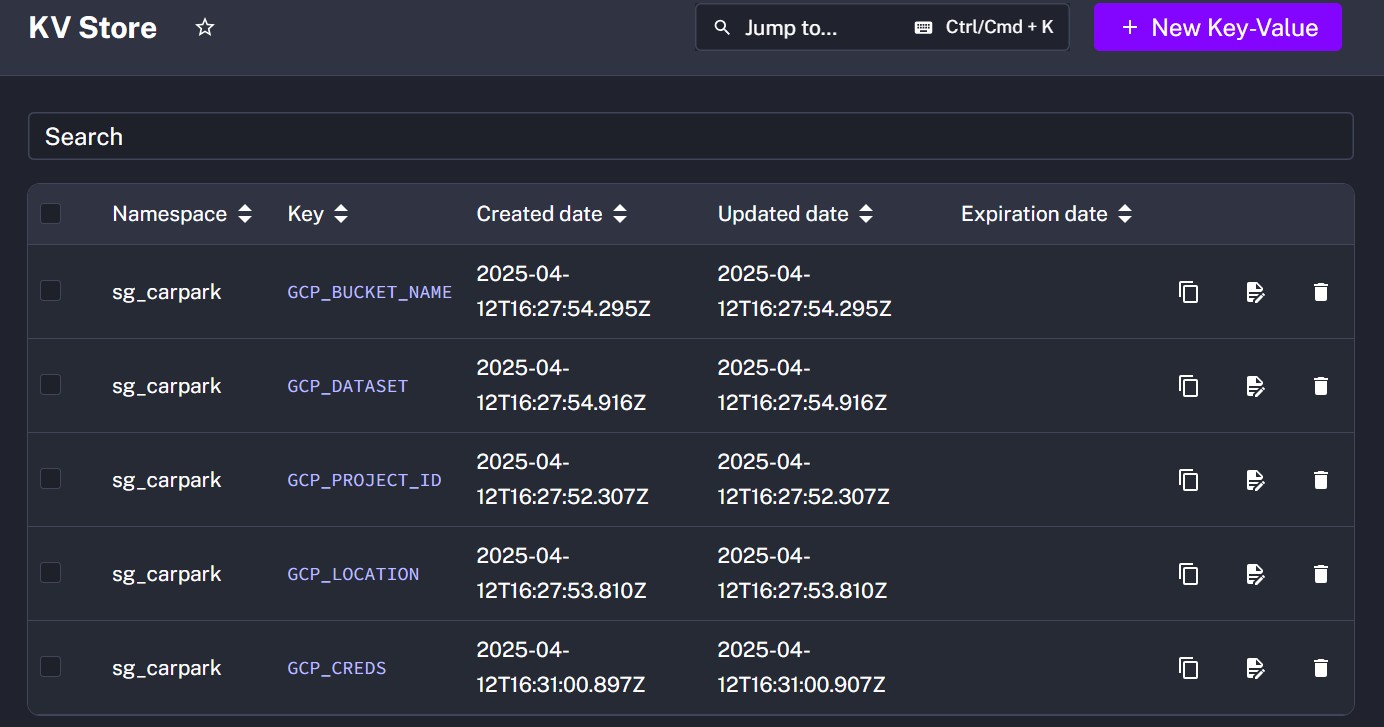 KV Store
Jump to... Ctrl/Cmd + K
+ New Key-Value
Search
Namespace Key Created date Updated date Expiration date
sg_carpark GCP_BUCKET_NAME 2025-04-12T16:27:54.295Z 2025-04-12T16:27:54.295Z
sg_carpark GCP_DATASET 2025-04-12T16:27:54.916Z 2025-04-12T16:27:54.916Z
sg_carpark GCP_PROJECT_ID 2025-04-12T16:27:52.307Z 2025-04-12T16:27:52.307Z
sg_carpark GCP_LOCATION 2025-04-12T16:27:53.810Z 2025-04-12T16:27:53.810Z
sg_carpark GCP_CREDS 2025-04-12T16:31:00.897Z 2025-04-12T16:31:00.907Z